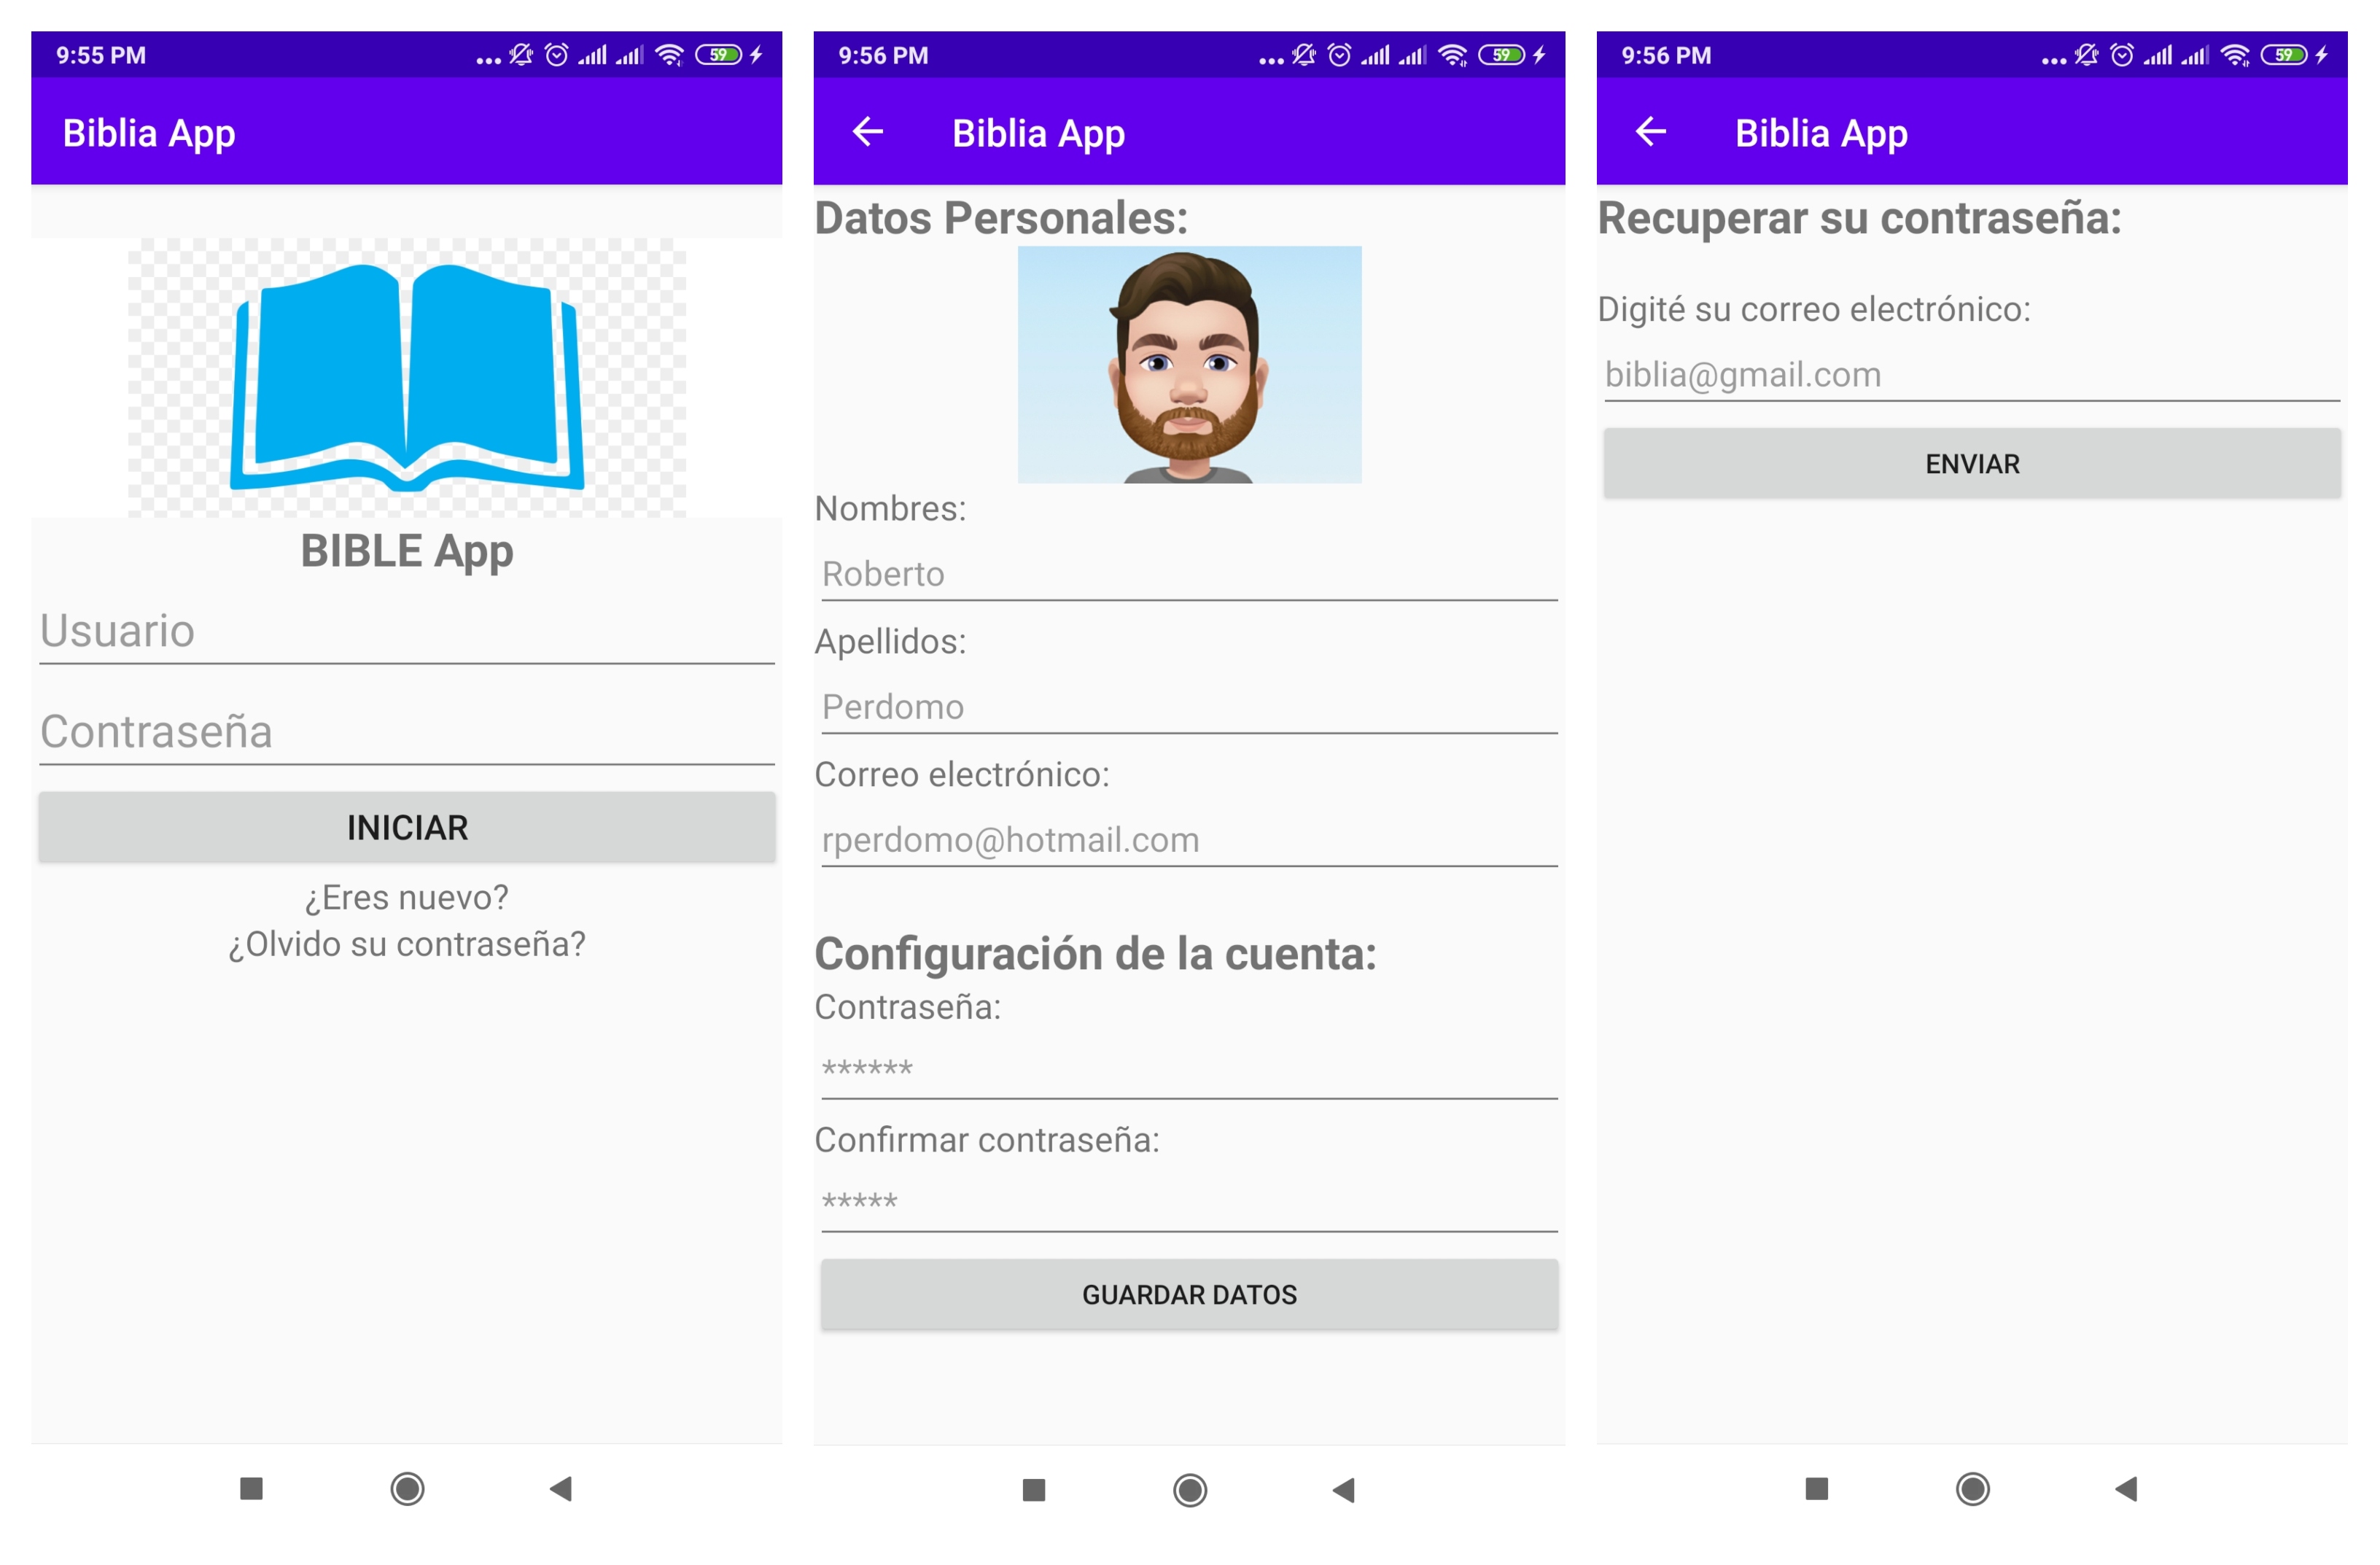 9:55 PM
59
Biblia App
BIBLE App
Usuario
Contraseña
INICIAR
¿Eres nuevo?
¿Olvido su contraseña?
9:56 PM
59
Biblia App
Datos Personales:
Nombres:
Roberto
Apellidos:
Perdomo
Correo electrónico:
rperdomo@hotmail.com
Configuración de la cuenta:
Contraseña:
******
Confirmar contraseña:
*****
GUARDAR DATOS
9:56 PM
59
Biblia App
Recuperar su contraseña:
Digité su correo electrónico:
biblia@gmail.com
ENVIAR